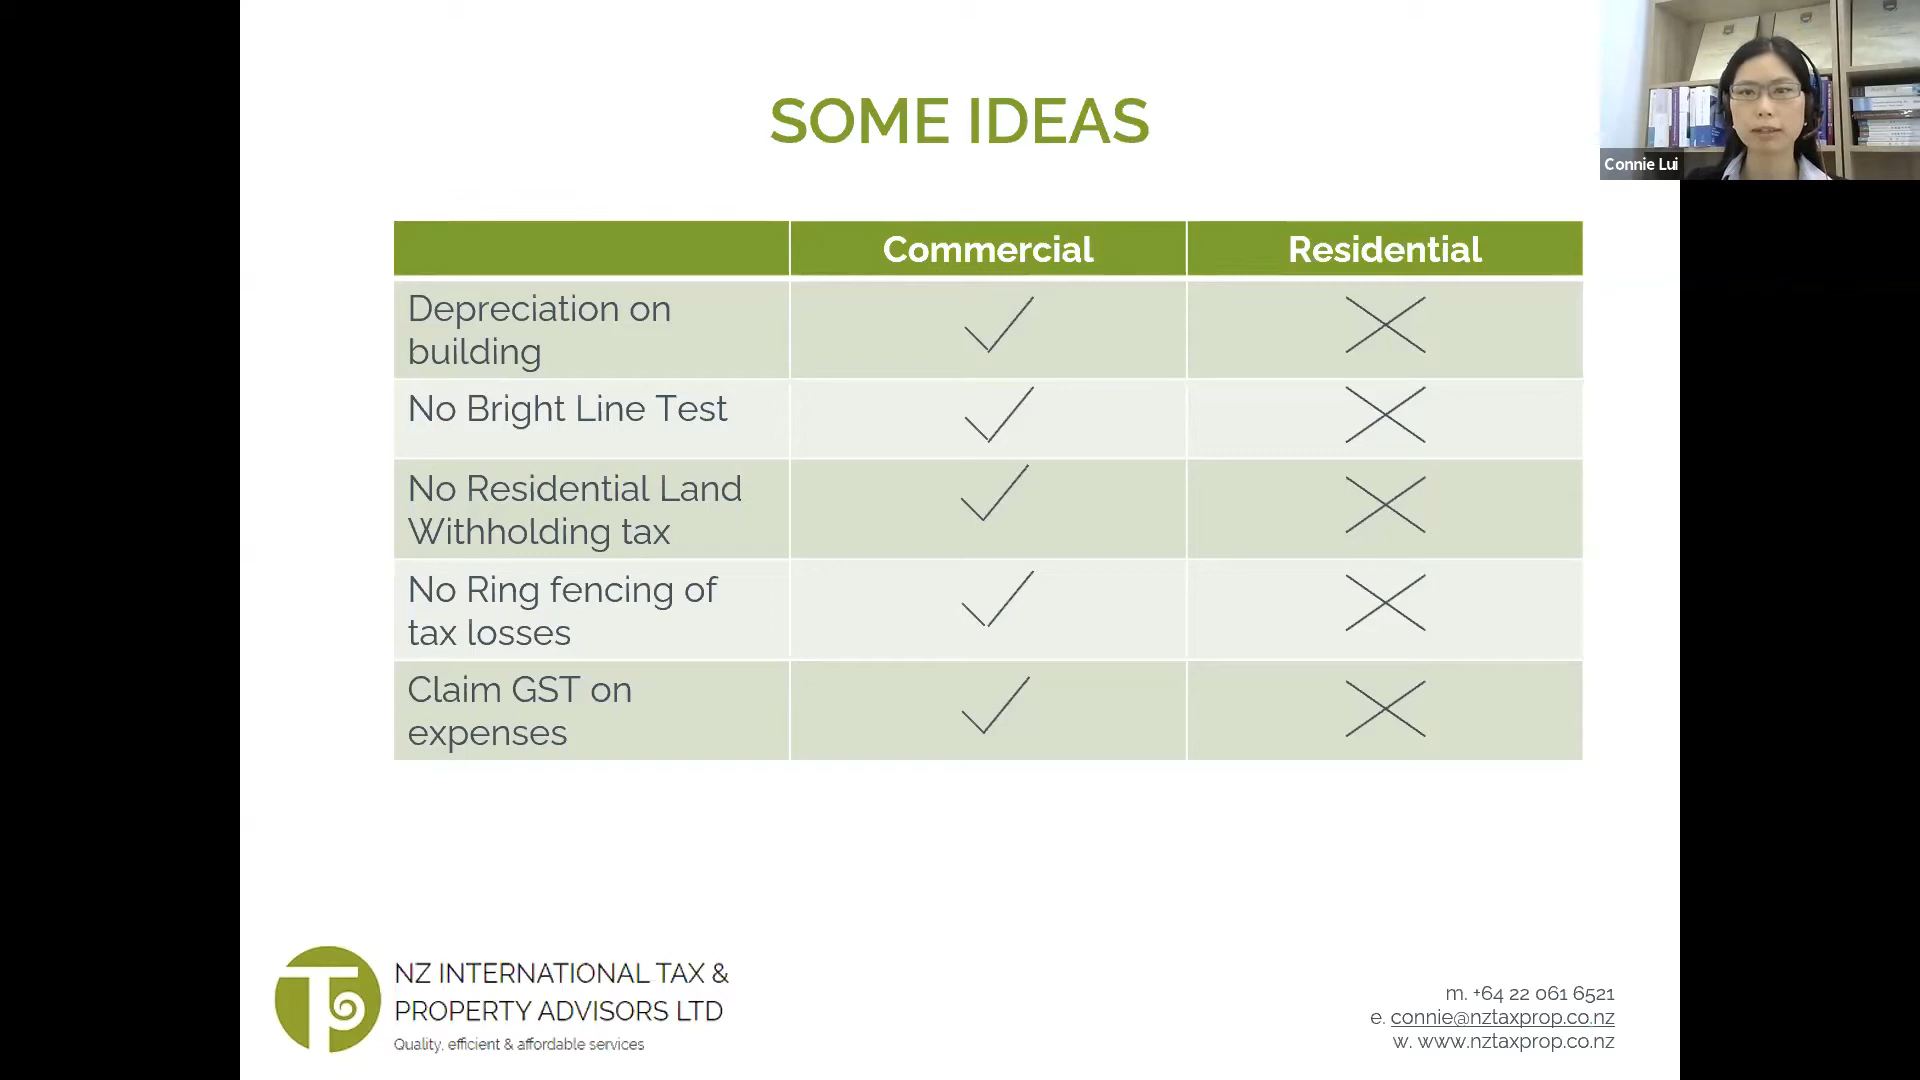 SOME IDEAS
Connie Lui
Commercial Residential
Depreciation on
building
No Bright Line Test
No Residential Land
Withholding tax
No Ring fencing of
tax losses
Claim GST on
expenses
NZ INTERNATIONAL TAX &
PROPERTY ADVISORS LTD
Quality, efficient & affordable services
m. +64 22 061 6521
e. connie@nztaxprop.co.nz
w. www.nztaxprop.co.nz